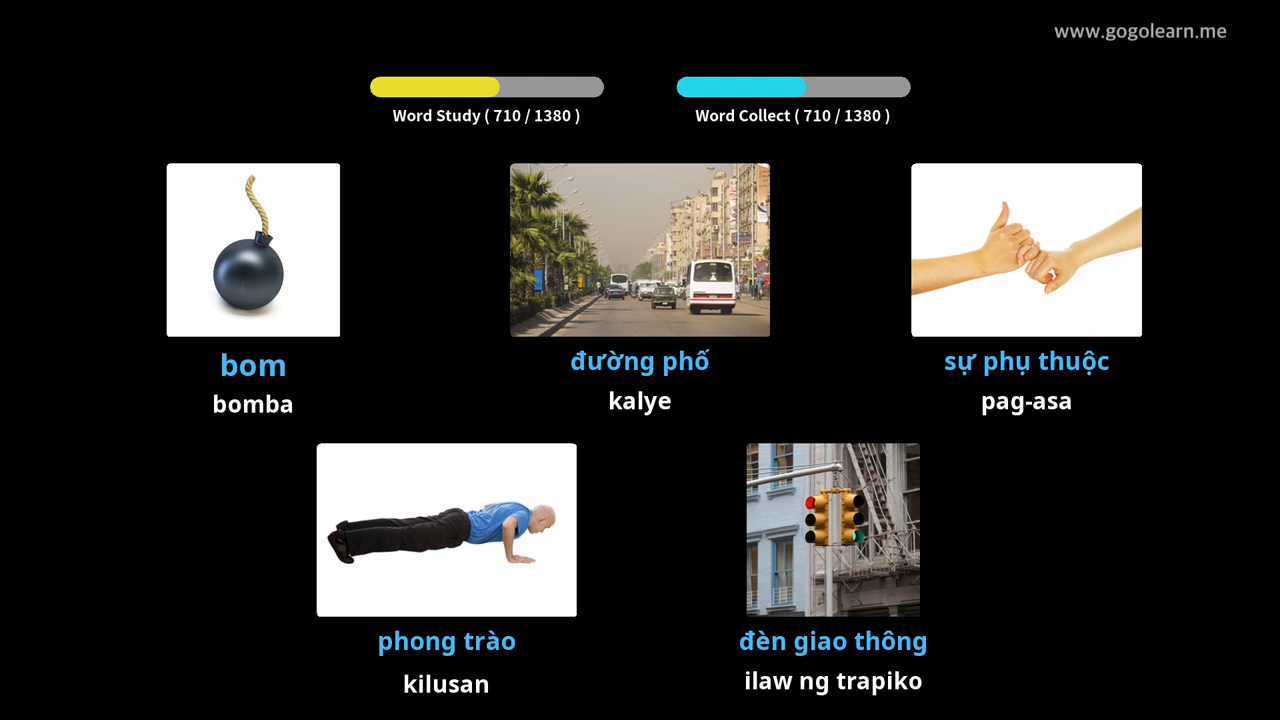 www.gogolearn.me
Word Study ( 710 / 1380 )
Word Collect ( 710 / 1380 )
bom
bomba
đường phố
kalye
sự phụ thuộc
pag-asa
phong trào
kilusan
đèn giao thông
ilaw ng trapiko